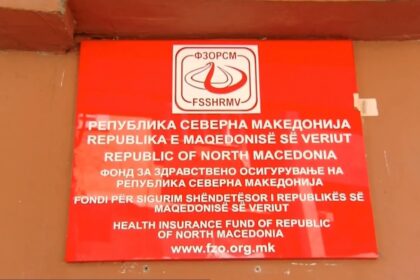 ФЗОРСМ
FSSHRMV
РЕПУБЛИКА СЕВЕРНА МАКЕДОНИЈА
REPUBLIKA E MAQEDONISË SË VERIUT
REPUBLIC OF NORTH MACEDONIA
ФОНД ЗА ЗДРАВСТВЕНО ОСИГУРУВАЊЕ НА
РЕПУБЛИКА СЕВЕРНА МАКЕДОНИЈА
FONDI PËR SIGURIM SHËNDETËSOR I REPUBLIKËS SË
MAQEDONISË SË VERIUT
HEALTH INSURANCE FUND OF REPUBLIC
OF NORTH MACEDONIA
www.fzo.org.mk